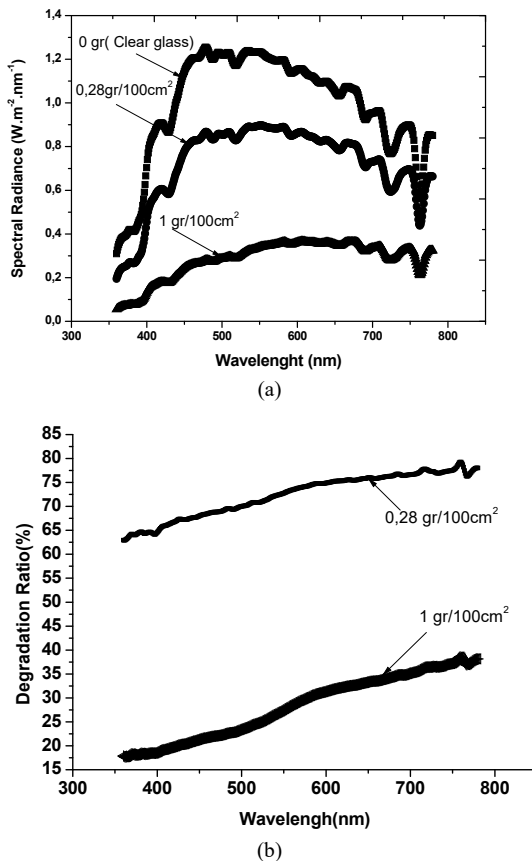 0 gr( Clear glass)
0,28gr/100cm²
1 gr/100cm²
1,4
1,2
1,0
0,8
0,6
0,4
0,2
0,0
Spectral Radiance (W.m⁻².nm⁻¹)
300 400 500 600 700 800
Wavelenght (nm)
(a)
85
80
75
70
65
60
55
50
45
40
35
30
25
20
15
Degradation Ratio(%)
0,28 gr/100cm²
1 gr/100cm²
300 400 500 600 700 800
Wavelengh(nm)
(b)